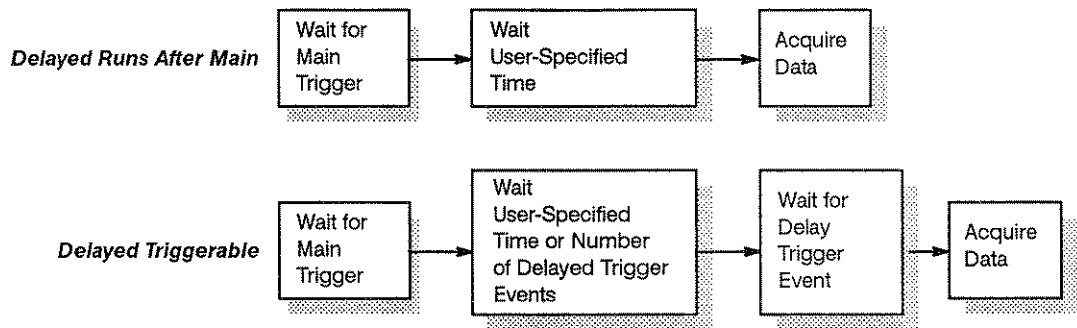 Delayed Runs After Main
Wait for
Main
Trigger
Wait
User-Specified
Time
Acquire
Data
Delayed Triggerable
Wait for
Main
Trigger
Wait
User-Specified
Time or Number
of Delayed Trigger
Events
Wait for
Delay
Trigger
Event
Acquire
Data